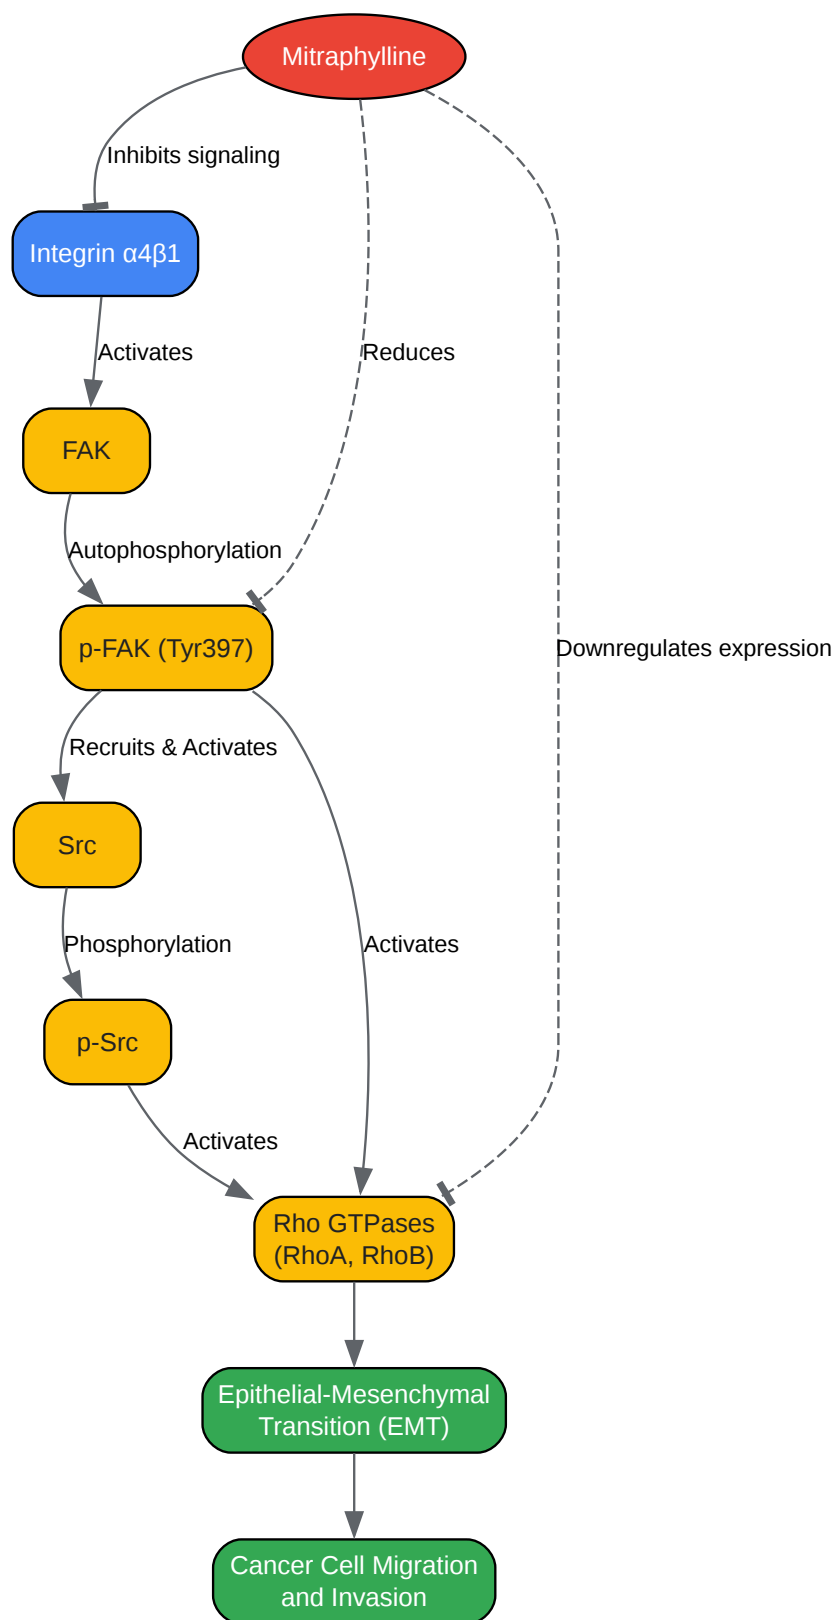 Mitraphylline
Inhibits signaling
Integrin α4β1
Activates
Reduces
FAK
Autophosphorylation
p-FAK (Tyr397)
Downregulates expression
Recruits & Activates
Src
Phosphorylation
Activates
p-Src
Activates
Rho GTPases
(RhoA, RhoB)
Epithelial-Mesenchymal
Transition (EMT)
Cancer Cell Migration
and Invasion